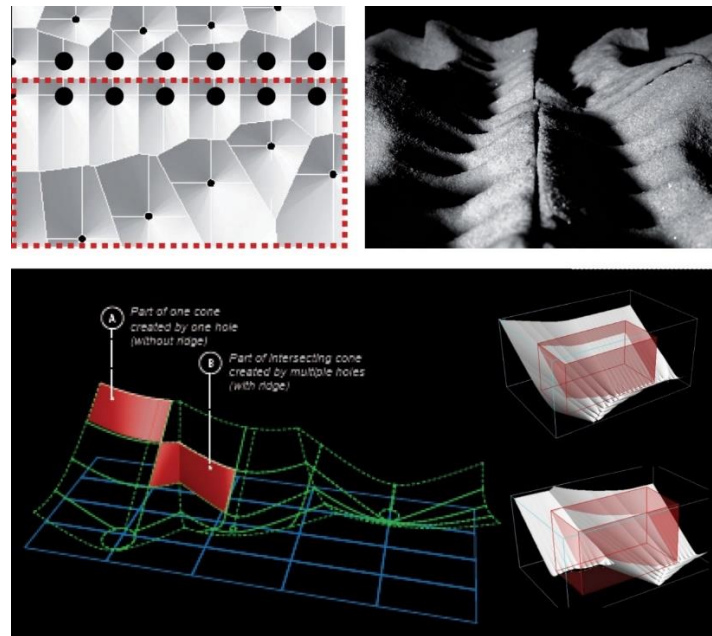 A
Part of one cone
created by one hole
(without ridge)
B
Part of intersecting cone
created by multiple holes
(with ridge)